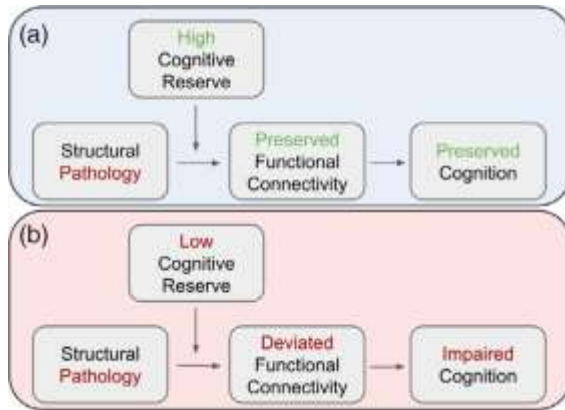 (a)
High
Cognitive
Reserve
Structural
Pathology
Preserved
Functional
Connectivity
Preserved
Cognition
(b)
Low
Cognitive
Reserve
Structural
Pathology
Deviated
Functional
Connectivity
Impaired
Cognition